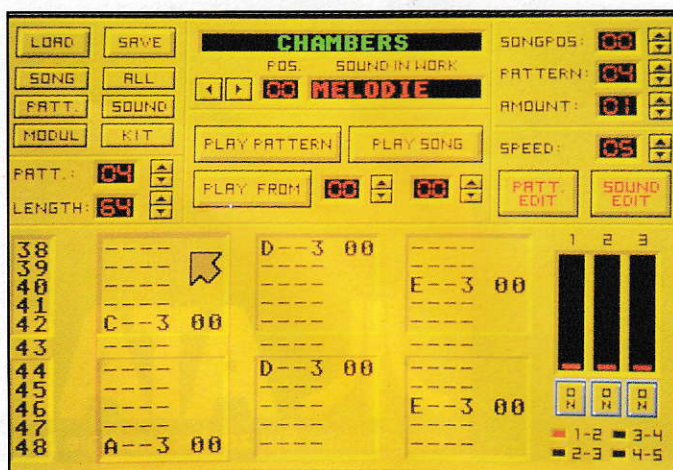 LOAD SAVE
SONG ALL
PATT. SOUND
MODUL KIT
PATT.: 04
LENGTH: 64
CHAMBERS
POS. SOUND IN WORK
00 MELODIE
PLAY PATTERN PLAY SONG
PLAY FROM 00 00
SONGPOS: 00
PATTERN: 04
AMOUNT: 01
SPEED: 05
PATT. EDIT SOUND EDIT
38 ---- D--3 00 ----
39 ---- ---- ----
40 ---- ---- E--3 00
41 ---- ---- ----
42 C--3 00 ---- ----
43 ---- ---- ----
44 ---- D--3 00 ----
45 ---- ---- ----
46 ---- ---- E--3 00
47 ---- ---- ----
48 A--3 00 ---- ----
1 2 3
ON ON ON
1-2 3-4
2-3 4-5